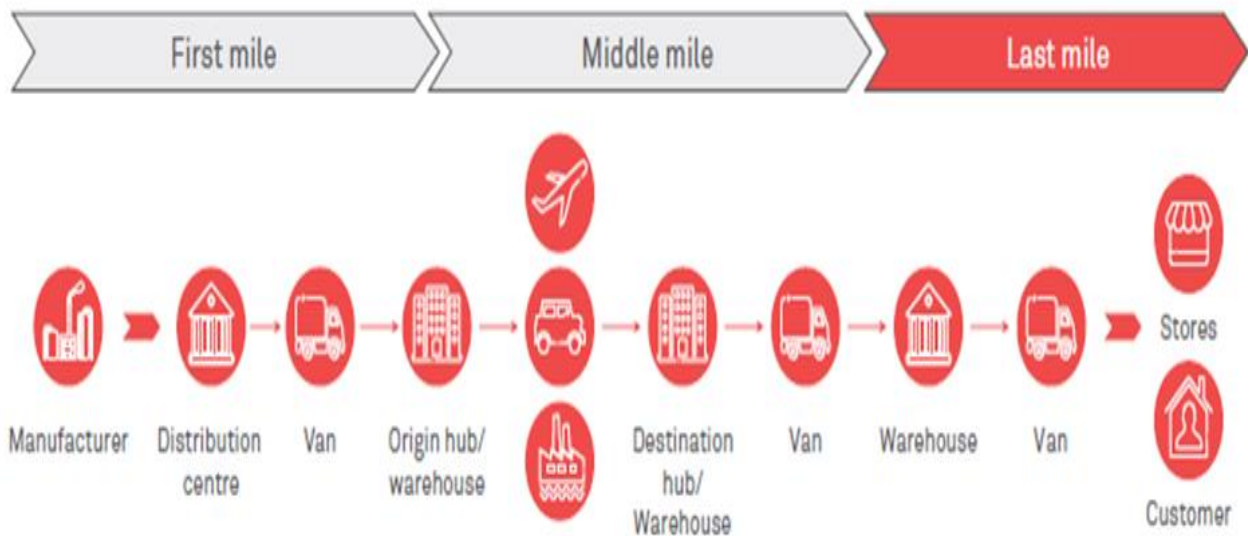 First mile
Middle mile
Last mile
Stores
Manufacturer
Distribution
centre
Van
Origin hub/
warehouse
Destination
hub/
Warehouse
Van
Warehouse
Van
Customer